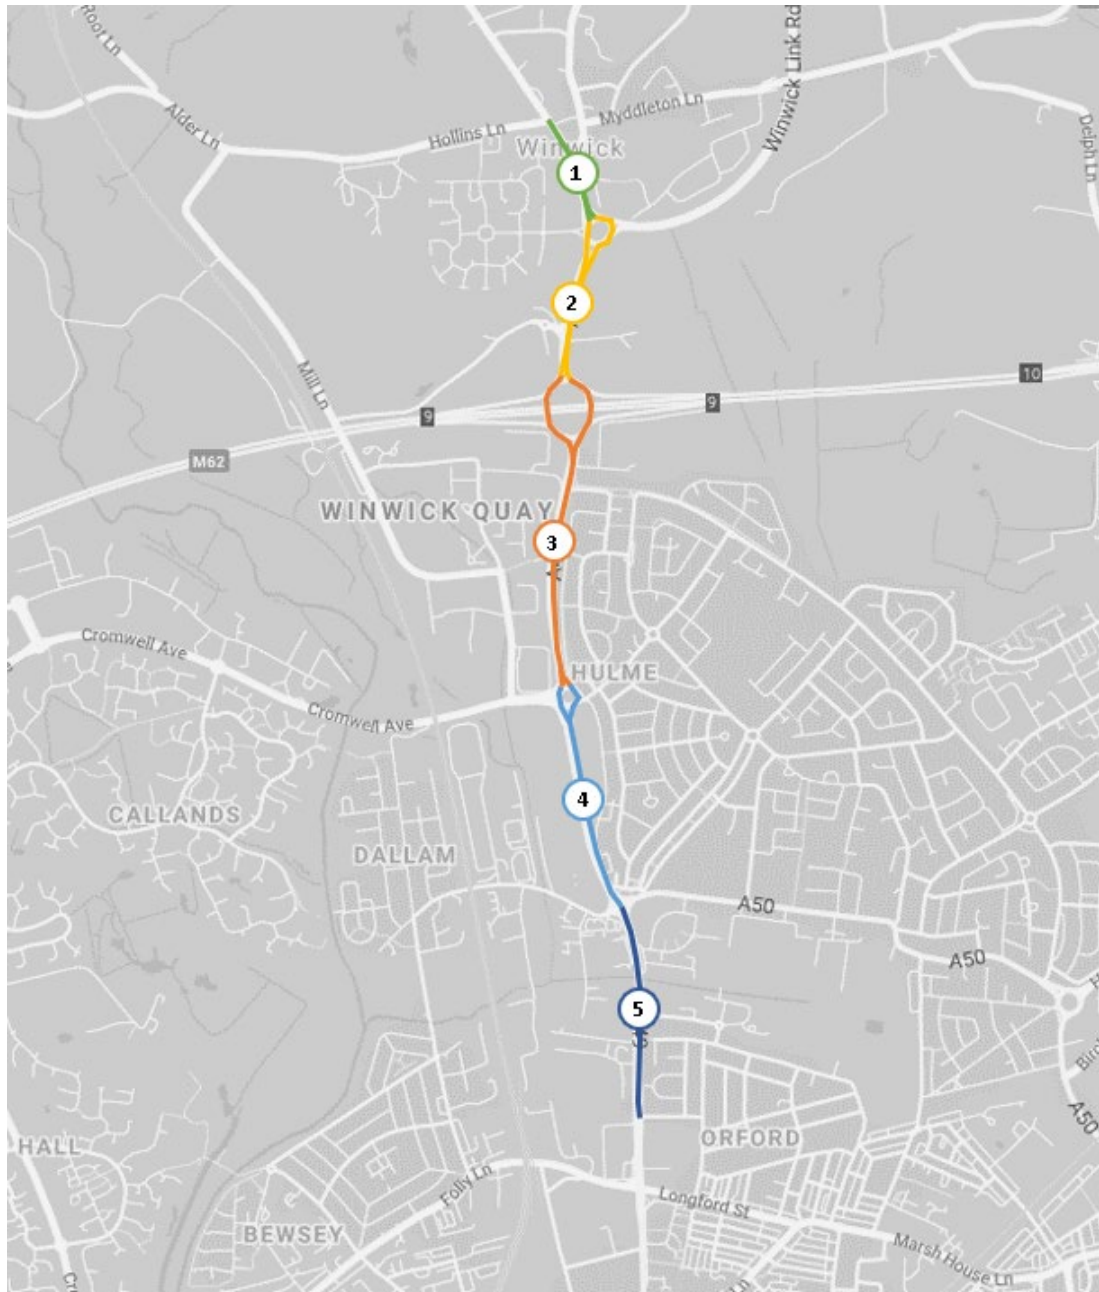 Roor Ln
Winwick Link Rd
Alder Ln
Hollins Ln
Myddleton Ln
Winwick
Delph Ln
1
2
Mill Ln
10
9
9
M62
WINWICK QUAY
3
Cromwell Ave
HULME
Cromwell Ave
4
CALLANDS
DALLAM
A50
A50
5
A50
HALL
ORFORD
Folly Ln
Longford St
BEWSEY
Marsh House Ln
Ln